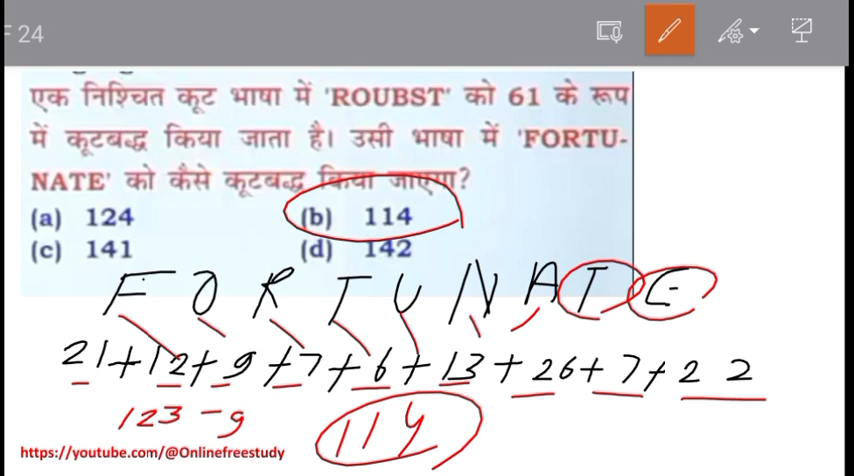 F 24
एक निश्चित कूट भाषा में 'ROUBST' को 61 के रूप
में कूटबद्ध किया जाता है। उसी भाषा में 'FORTU-
NATE' को कैसे कूटबद्ध किया जाएगा?
(a) 124 (b) 114
(c) 141 (d) 142
F O R T U N A T E
21+12+9+7+6+13+26+7+22
123-9 114
https://youtube.com/@Onlinefreestudy